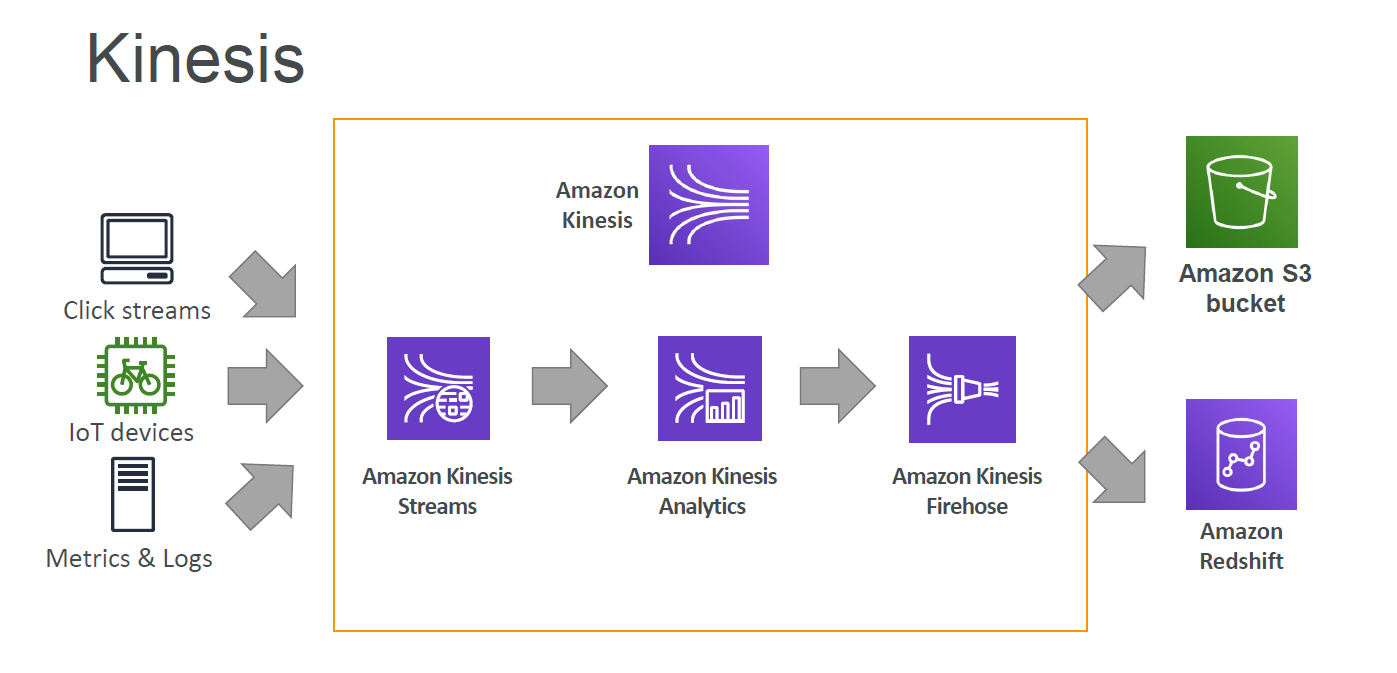 Kinesis
Amazon
Kinesis
Click streams
IoT devices
Metrics & Logs
Amazon Kinesis
Streams
Amazon Kinesis
Analytics
Amazon Kinesis
Firehose
Amazon S3
bucket
Amazon
Redshift